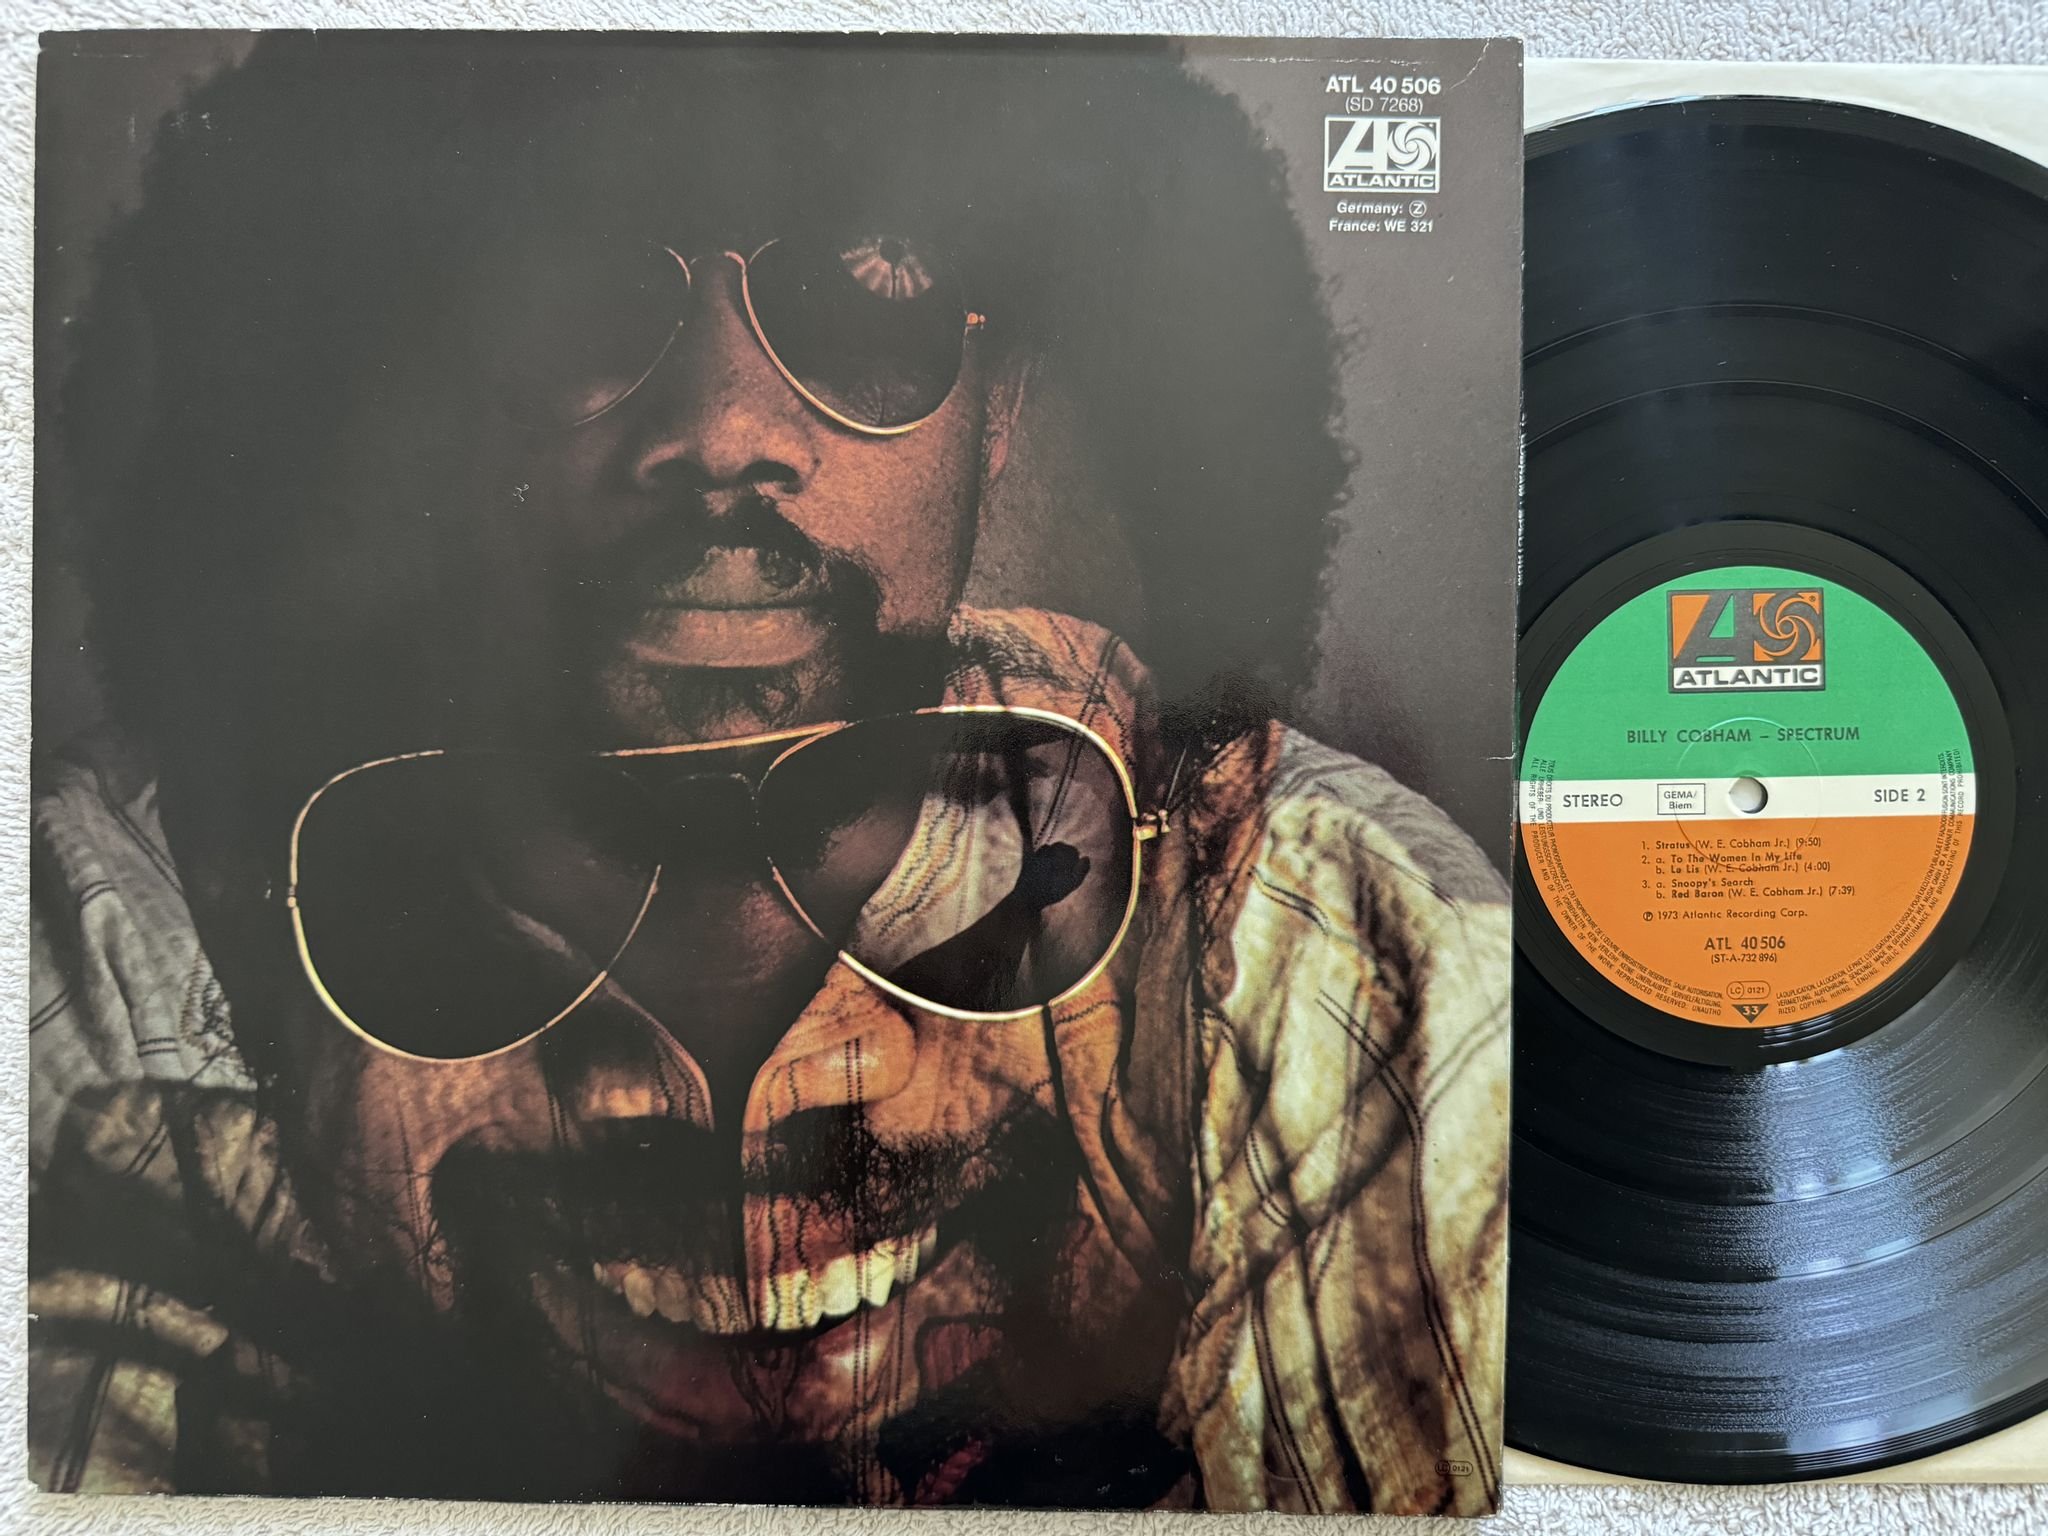 ATL 40 506
(SD 7268)
ATLANTIC
Germany: Ⓩ
France: WE 321
LC 0121
ATLANTIC
BILLY COBHAM – SPECTRUM
STEREO
GEMA/
Biem
SIDE 2
1. Stratus (W. E. Cobham Jr.) (9:50)
2. a. To The Women In My Life
b. Le Lis (W. E. Cobham Jr.) (4:00)
3. a. Snoopy's Search
b. Red Baron (W. E. Cobham Jr.) (7:39)
℗ 1973 Atlantic Recording Corp.
ATL 40 506
(ST-A-732 896)
LC 0121
33